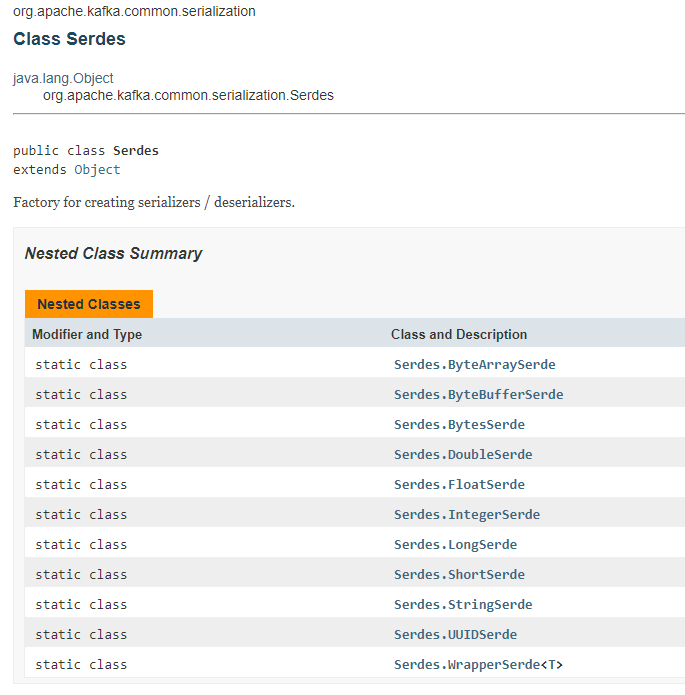 org.apache.kafka.common.serialization
Class Serdes
java.lang.Object
org.apache.kafka.common.serialization.Serdes
public class Serdes
extends Object
Factory for creating serializers / deserializers.
Nested Class Summary
Nested Classes
Modifier and Type Class and Description
static class Serdes.ByteArraySerde
static class Serdes.ByteBufferSerde
static class Serdes.BytesSerde
static class Serdes.DoubleSerde
static class Serdes.FloatSerde
static class Serdes.IntegerSerde
static class Serdes.LongSerde
static class Serdes.ShortSerde
static class Serdes.StringSerde
static class Serdes.UUIDSerde
static class Serdes.WrapperSerde<T>